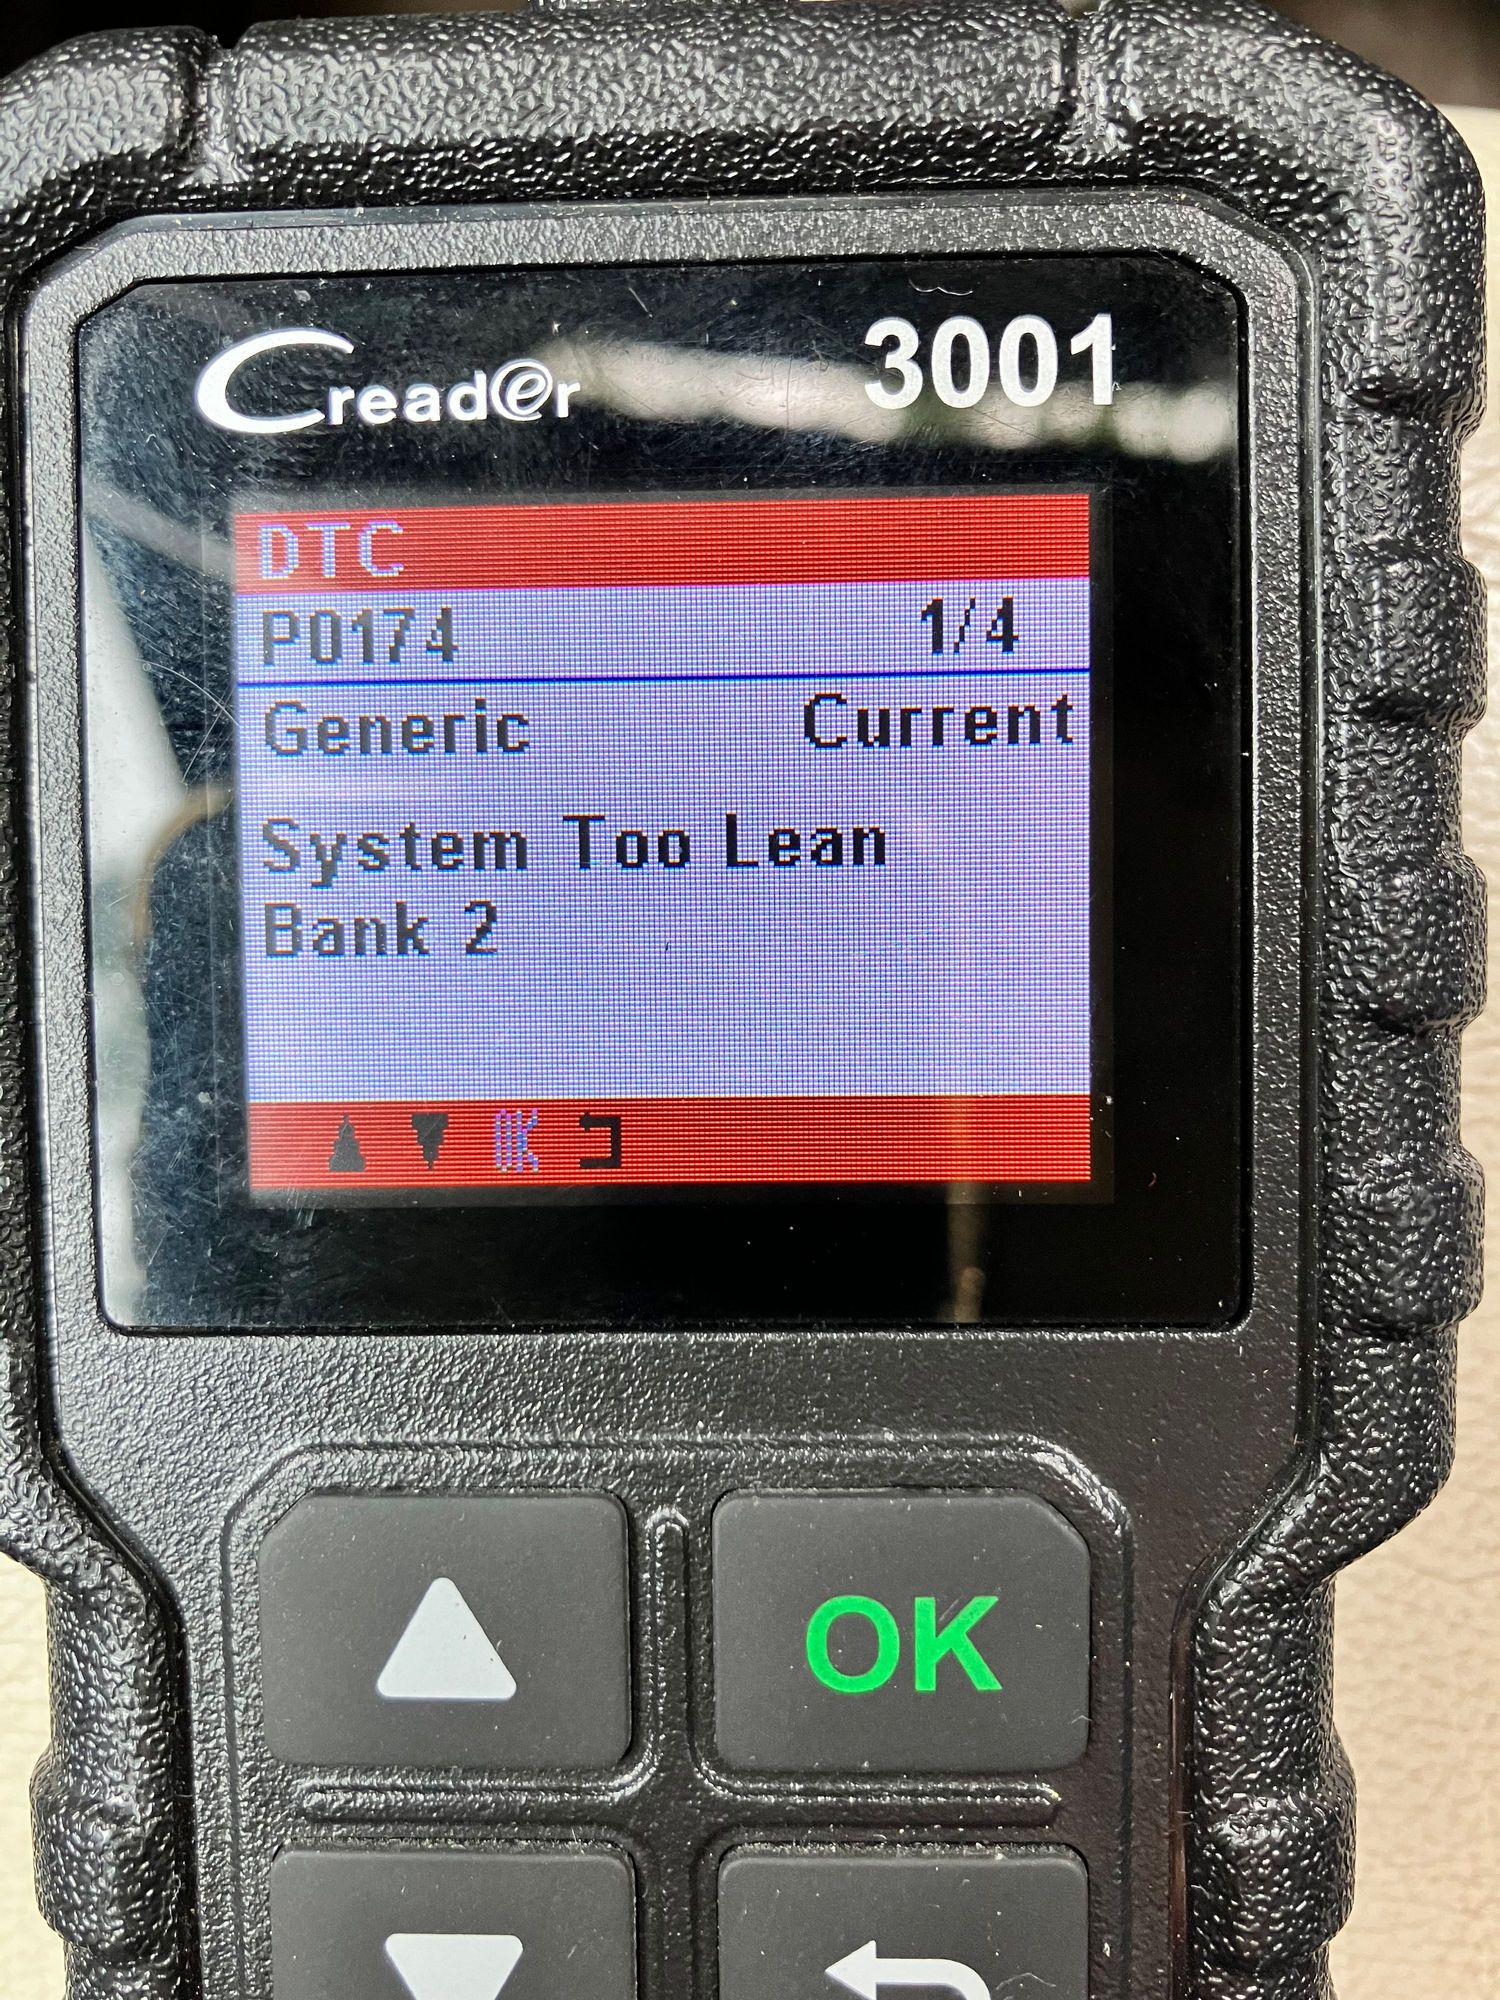 Creader 3001
DTC
P0174 1/4
Generic Current
System Too Lean
Bank 2
OK
OK